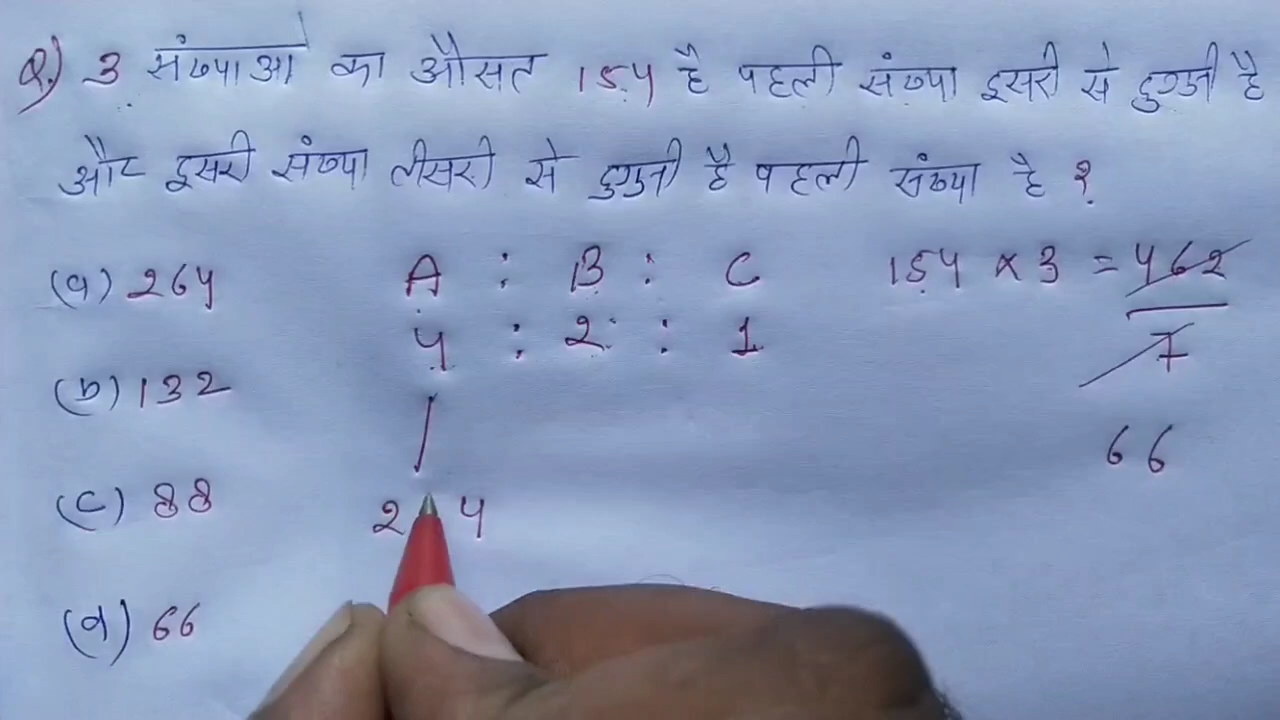 Q.) 3 संख्याओ का औसत 154 है पहली संख्या दुसरी से दुगुनी है
और दुसरी संख्या तीसरी से दुगुनी है पहली संख्या है ?
(a) 264
A : B : C
154 × 3 = 462
4 : 2 : 1
7
(b) 132
66
(c) 88
2 4
(d) 66